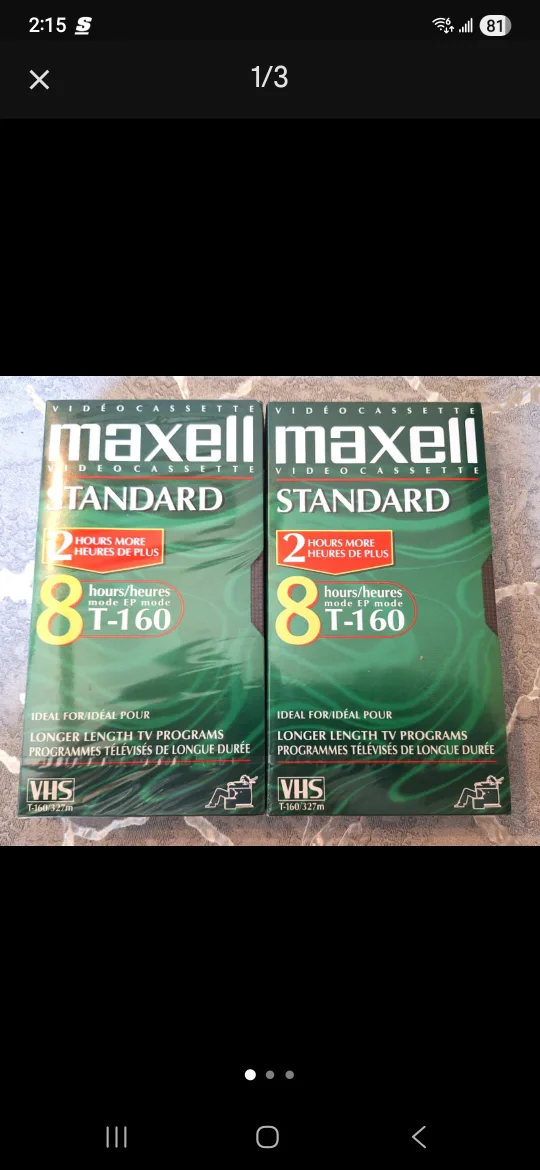 2:15
81
1/3
VIDÉOCASSETTE
maxell
VIDEOCASSETTE
STANDARD
2 HOURS MORE
HEURES DE PLUS
8 hours/heures
mode EP mode
T-160
IDEAL FOR/IDÉAL POUR
LONGER LENGTH TV PROGRAMS
PROGRAMMES TÉLÉVISÉS DE LONGUE DURÉE
VHS
T-160/327m
VIDÉOCASSETTE
maxell
VIDEOCASSETTE
STANDARD
2 HOURS MORE
HEURES DE PLUS
8 hours/heures
mode EP mode
T-160
IDEAL FOR/IDÉAL POUR
LONGER LENGTH TV PROGRAMS
PROGRAMMES TÉLÉVISÉS DE LONGUE DURÉE
VHS
T-160/327m